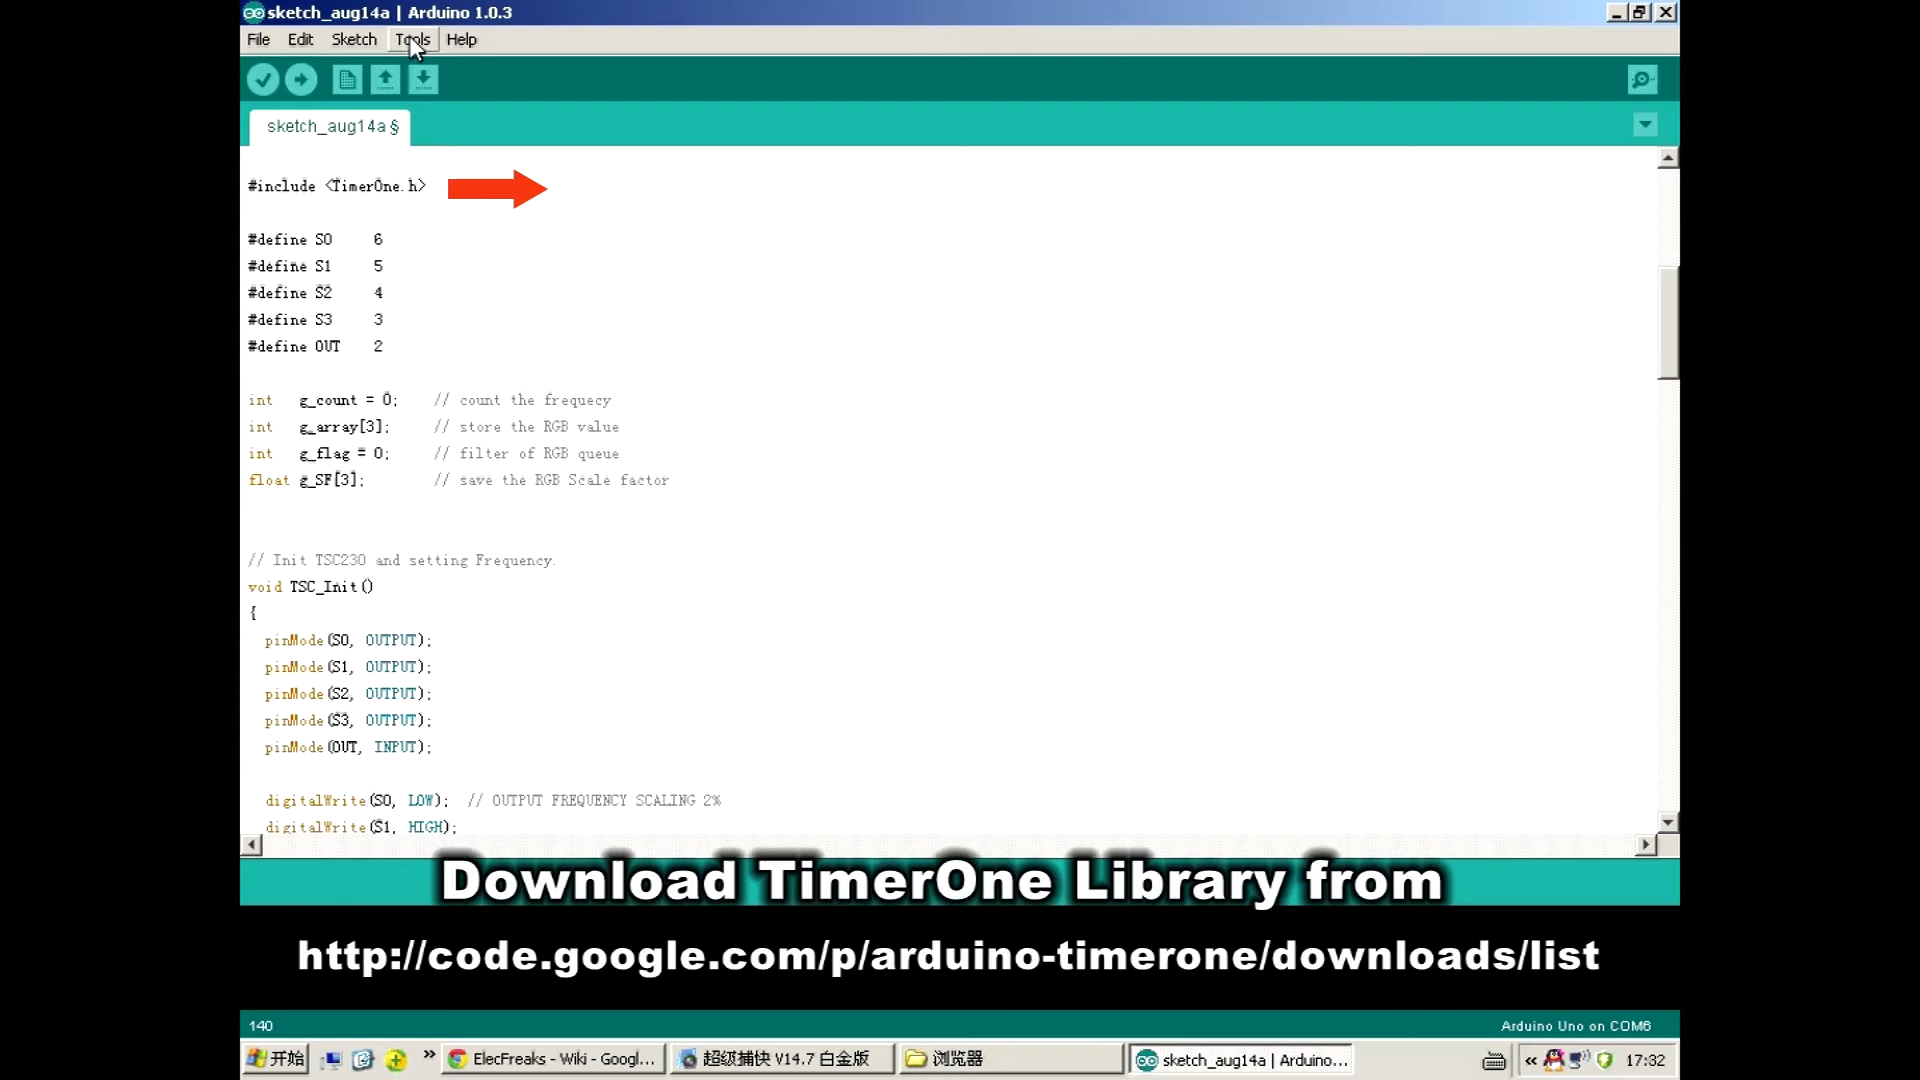 sketch_aug14a | Arduino 1.0.3
File Edit Sketch Tools Help
sketch_aug14a §
#include <TimerOne.h>
#define S0 6
#define S1 5
#define S2 4
#define S3 3
#define OUT 2
int g_count = 0; // count the frequecy
int g_array[3]; // store the RGB value
int g_flag = 0; // filter of RGB queue
float g_SF[3]; // save the RGB Scale factor
// Init TSC230 and setting Frequency.
void TSC_Init()
{
pinMode(S0, OUTPUT);
pinMode(S1, OUTPUT);
pinMode(S2, OUTPUT);
pinMode(S3, OUTPUT);
pinMode(OUT, INPUT);
digitalWrite(S0, LOW); // OUTPUT FREQUENCY SCALING 2%
digitalWrite(S1, HIGH);
Download TimerOne Library from
http://code.google.com/p/arduino-timerone/downloads/list
140 Arduino Uno on COM6
开始 » ElecFreaks - Wiki - Googl... 超级捕快 V14.7 白金版 浏览器 sketch_aug14a | Arduino... « 17:32